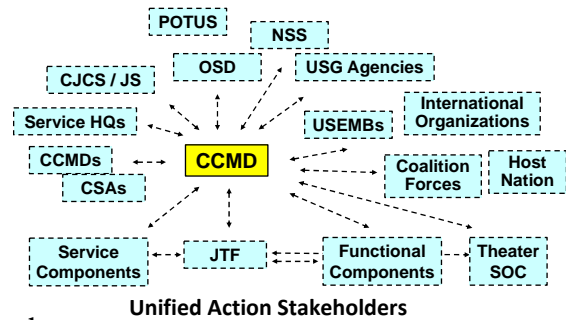 POTUS
NSS
OSD
USG Agencies
CJCS / JS
Service HQs
USEMBs
International
Organizations
CCMDs
CSAs
CCMD
Coalition
Forces
Host
Nation
Service
Components
JTF
Functional
Components
Theater
SOC
Unified Action Stakeholders